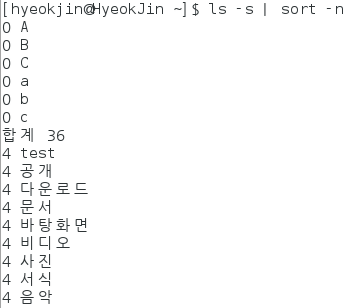 [hyeokjin@HyeokJin ~]$ ls -s | sort -n
0 A
0 B
0 C
0 a
0 b
0 c
합계 36
4 test
4 공개
4 다운로드
4 문서
4 바탕화면
4 비디오
4 사진
4 서식
4 음악